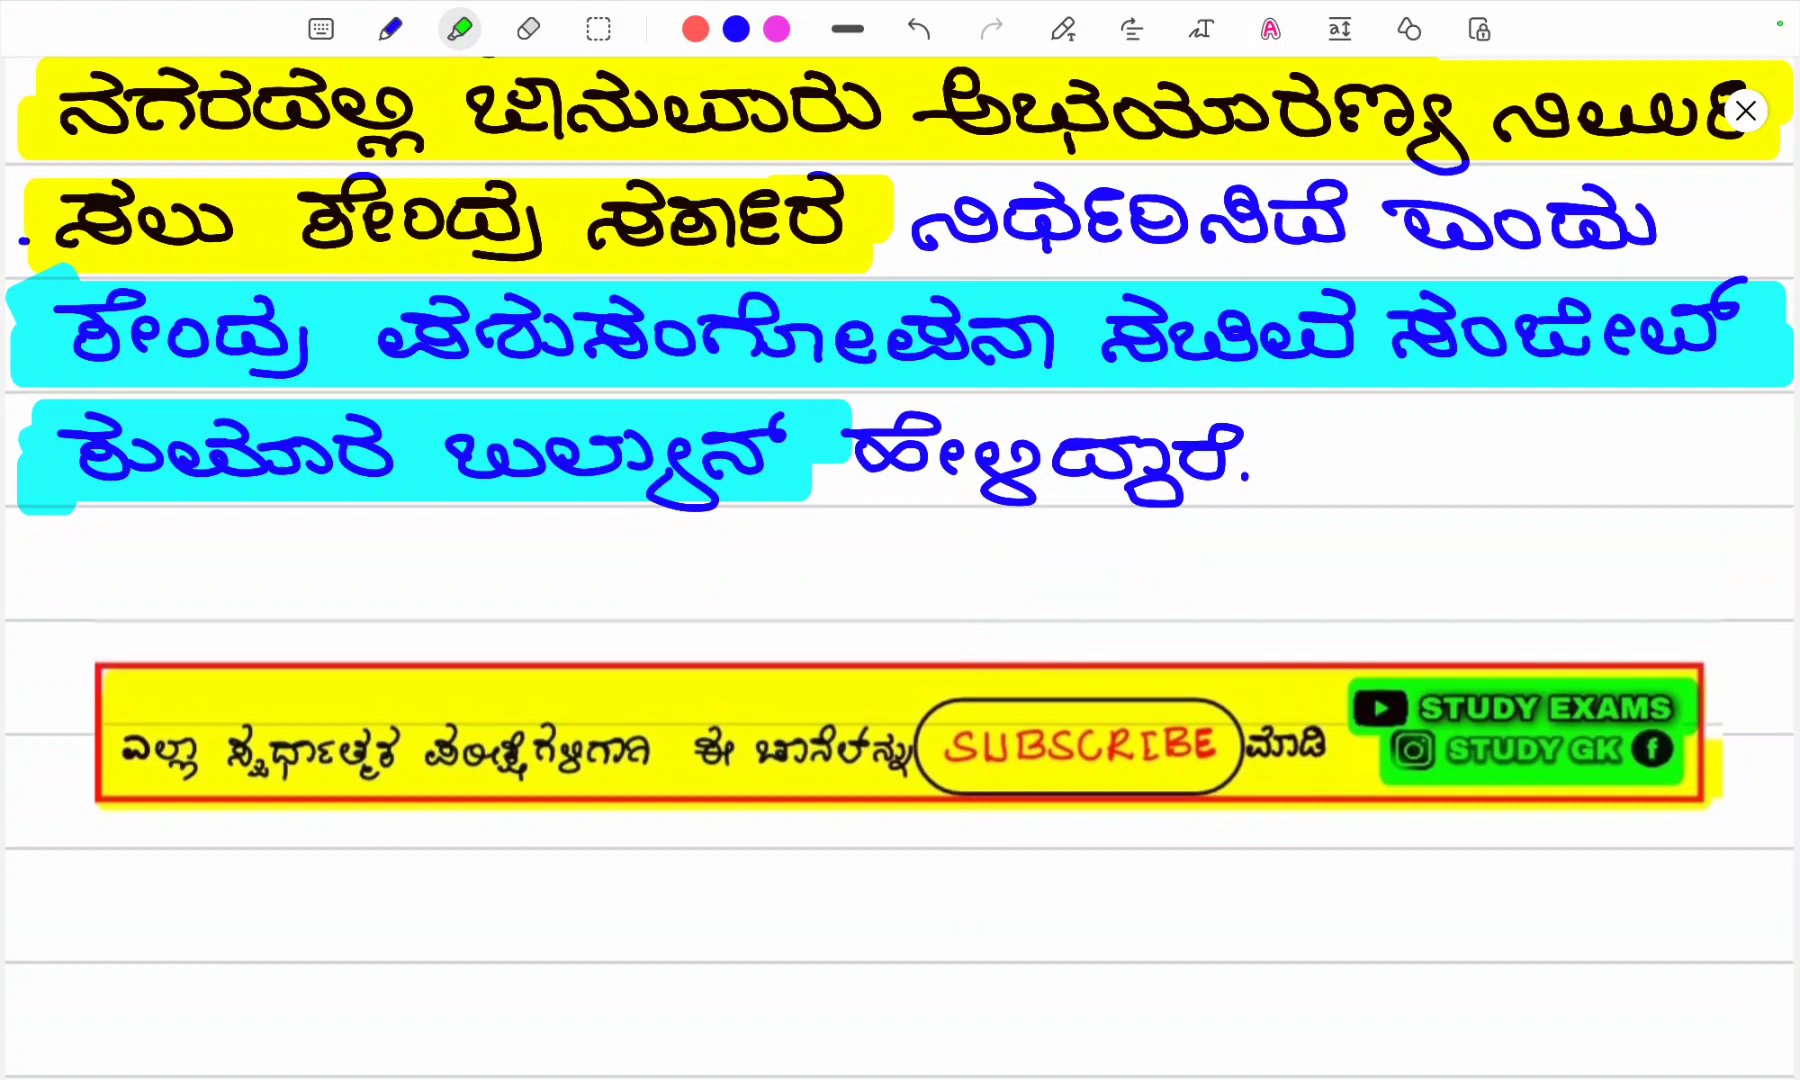 ನಗರದಲ್ಲಿ ಜಾನುವಾರು ಅಭಯಾರಣ್ಯ ನಿರ್ಮಿ
ಸಲು ಕೇಂದ್ರ ಸರ್ಕಾರ ನಿರ್ಧರಿಸಿದೆ ಎಂದು
ಕೇಂದ್ರ ಪಶುಸಂಗೋಪನಾ ಸಚಿವ ಸಂಜೀವ್
ಕುಮಾರ ಬಲ್ಯಾನ್ ಹೇಳಿದ್ದಾರೆ.
ಎಲ್ಲಾ ಸ್ಪರ್ಧಾತ್ಮಕ ಪರೀಕ್ಷೆಗಳಿಗಾಗಿ ಈ ಚಾನೆಲ್‌ನ್ನು SUBSCRIBE ಮಾಡಿ
STUDY EXAMS
STUDY GK